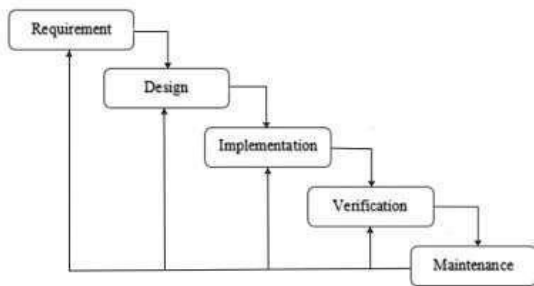 Requirement
Design
Implementation
Verification
Maintenance